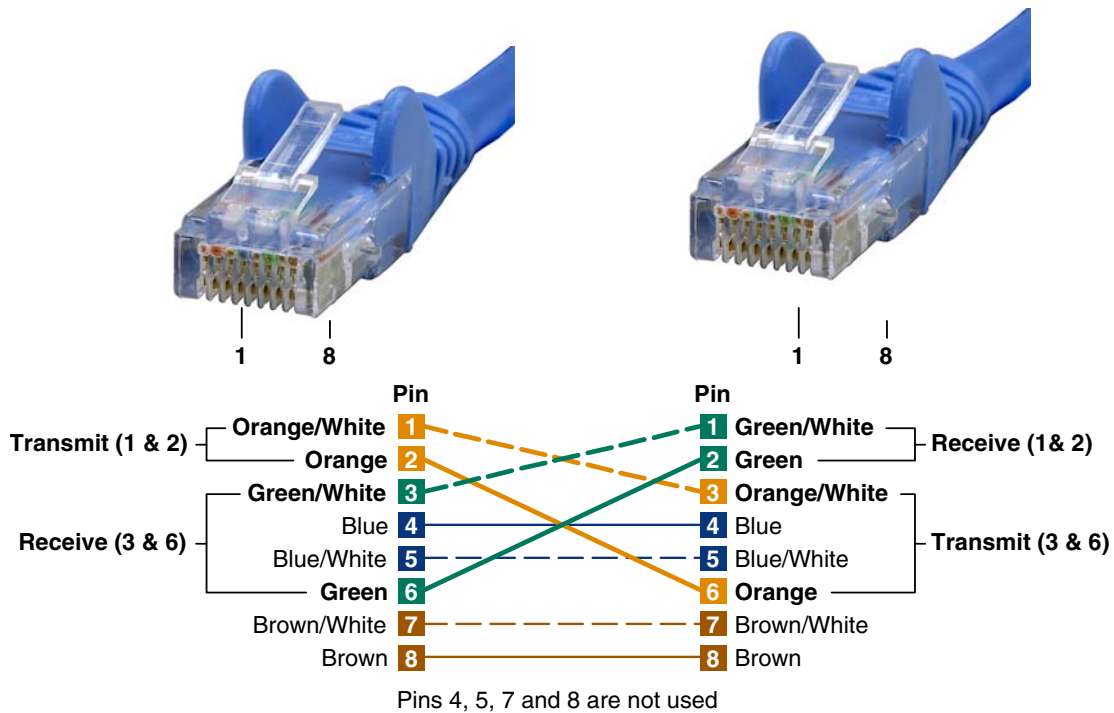 1 8 1 8
Pin Pin
Orange/White 1 1 Green/White
Transmit (1 & 2) Receive (1& 2)
Orange 2 2 Green
Green/White 3 3 Orange/White
Blue 4 4 Blue
Receive (3 & 6) Transmit (3 & 6)
Blue/White 5 5 Blue/White
Green 6 6 Orange
Brown/White 7 7 Brown/White
Brown 8 8 Brown
Pins 4, 5, 7 and 8 are not used